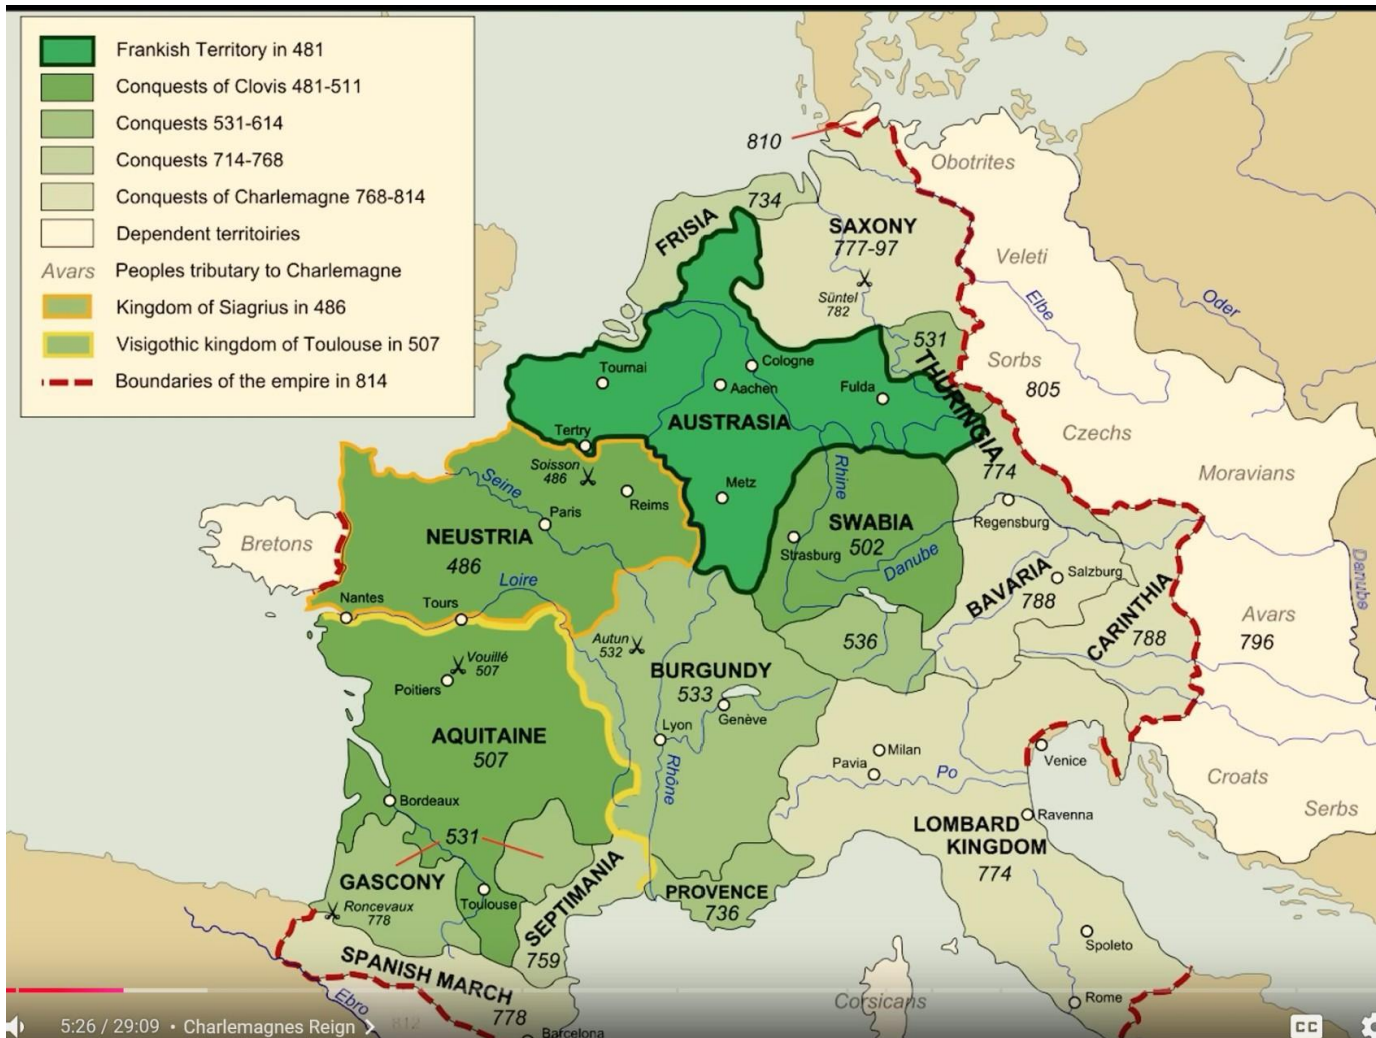 Frankish Territory in 481
Conquests of Clovis 481-511
Conquests 531-614
Conquests 714-768
Conquests of Charlemagne 768-814
Dependent territoiries
Avars Peoples tributary to Charlemagne
Kingdom of Siagrius in 486
Visigothic kingdom of Toulouse in 507
Boundaries of the empire in 814
810
Obotrites
734
FRISIA
SAXONY
777-97
Veleti
Süntel
782
Elbe
Oder
531
THURINGIA
Sorbs
805
Tournai
Cologne
Aachen
Fulda
AUSTRASIA
Czechs
Tertry
Soisson
486
Metz
Rhine
774
Moravians
Seine
Reims
Paris
NEUSTRIA
486
SWABIA
502
Strasburg
Regensburg
Danube
Bretons
Loire
Nantes
Tours
BAVARIA
788
Salzburg
CARINTHIA
788
Danube
Avars
796
Autun
532
536
Vouillé
507
Poitiers
BURGUNDY
533
Genève
Lyon
Rhône
AQUITAINE
507
Milan
Pavia
Po
Venice
Croats
Serbs
Bordeaux
531
Ravenna
LOMBARD
KINGDOM
774
GASCONY
Roncevaux
778
Toulouse
SEPTIMANIA
759
PROVENCE
736
Spoleto
SPANISH MARCH
778
Ebro
812
Corsicans
Rome
Barcelona
5:26 / 29:09 • Charlemagnes Reign
CC